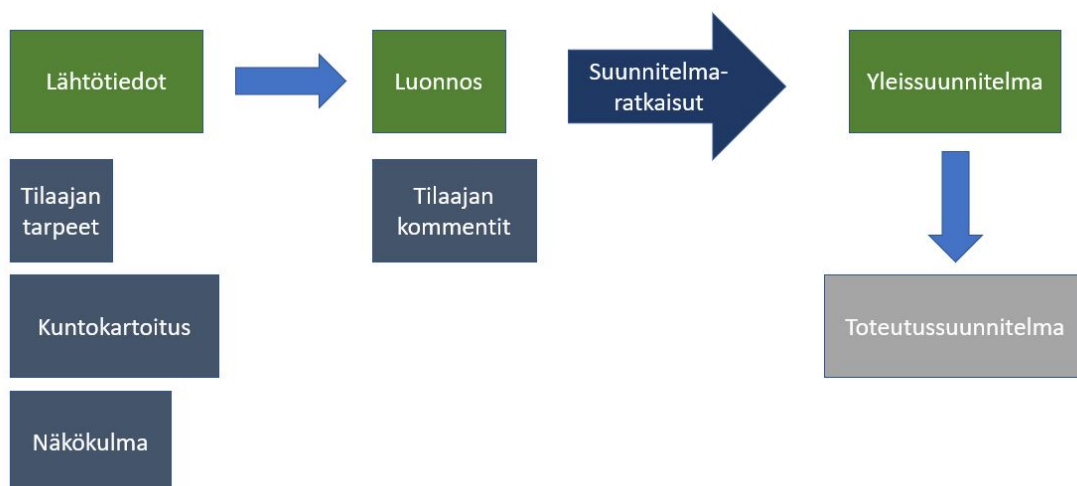 Lähtötiedot
Luonnos
Suunnitelma-
ratkaisut
Yleissuunnitelma
Tilaajan
tarpeet
Tilaajan
kommentit
Kuntokartoitus
Toteutussuunnitelma
Näkökulma